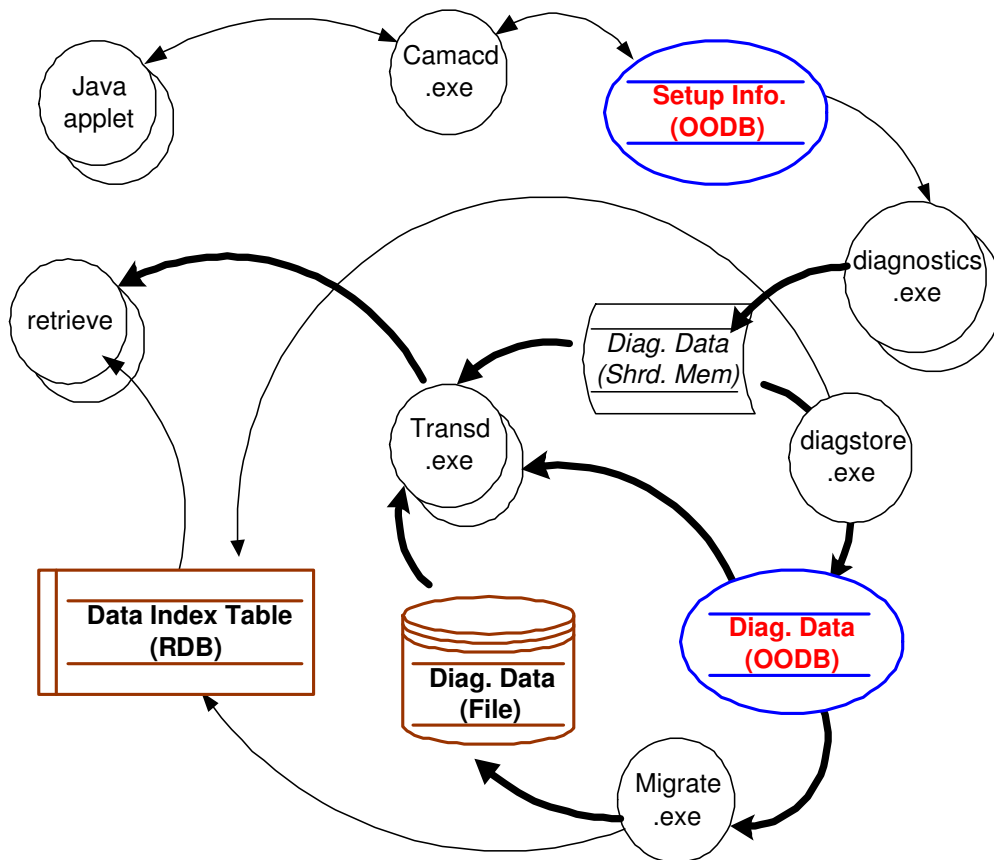 Java
applet
Camacd
.exe
Setup Info.
(OODB)
diagnostics
.exe
retrieve
Diag. Data
(Shrd. Mem)
Transd
.exe
diagstore
.exe
Data Index Table
(RDB)
Diag. Data
(File)
Diag. Data
(OODB)
Migrate
.exe